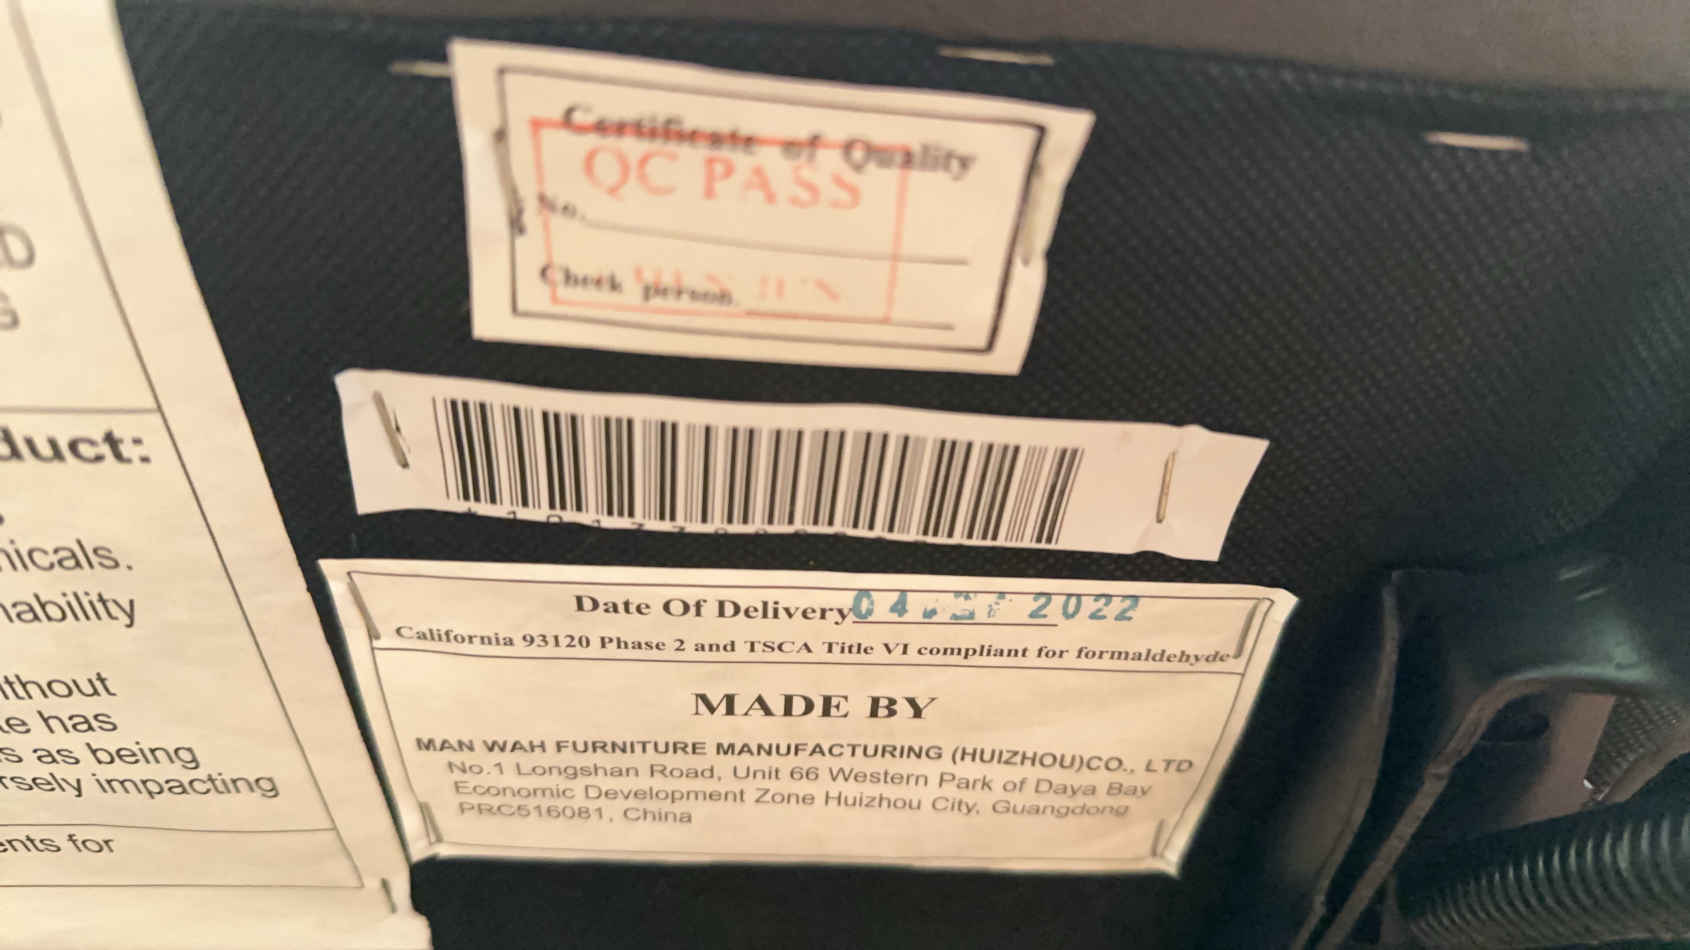 Certificate of Quality
QC PASS
No.
Check person.
Date Of Delivery 04 2022
California 93120 Phase 2 and TSCA Title VI compliant for formaldehyde
MADE BY
MAN WAH FURNITURE MANUFACTURING (HUIZHOU)CO., LTD
No.1 Longshan Road, Unit 66 Western Park of Daya Bay
Economic Development Zone Huizhou City, Guangdong
PRC516081, China
D
G
duct:
nicals.
nability
ithout
le has
s as being
rsely impacting
ents for